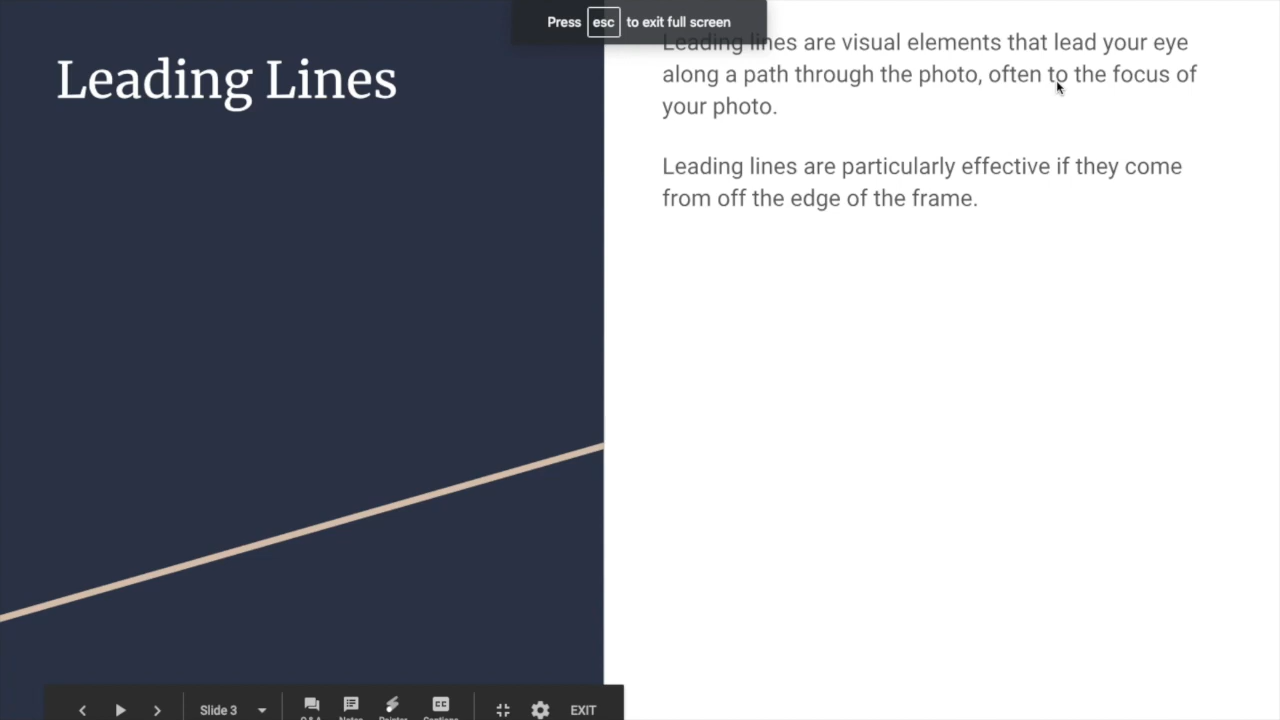 Press esc to exit full screen
Leading Lines
Leading lines are visual elements that lead your eye
along a path through the photo, often to the focus of
your photo.
Leading lines are particularly effective if they come
from off the edge of the frame.
Slide 3
EXIT